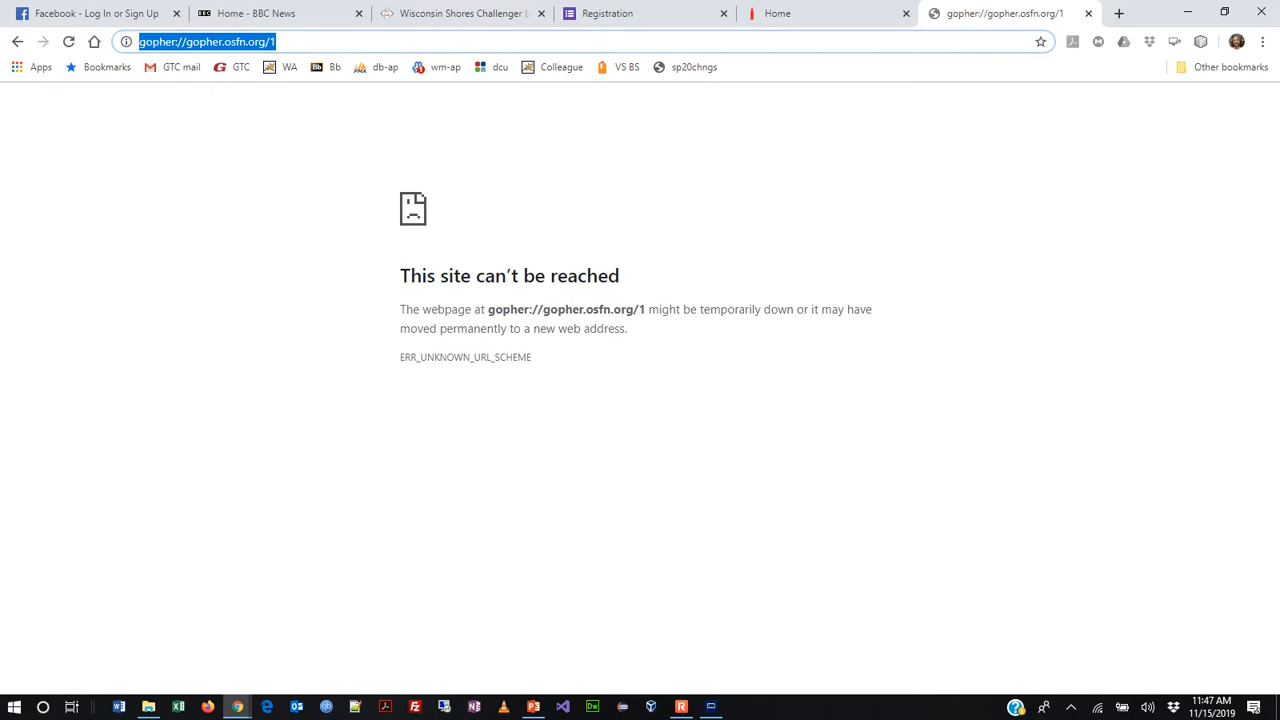 Facebook - Log In or Sign Up
BBC Home - BBC News
Wisconsin Shores Challenger L
Registration
Home
gopher://gopher.osfn.org/1
gopher://gopher.osfn.org/1
Apps Bookmarks GTC mail GTC WA Bb Bb db-ap wm-ap dcu Colleague VS BS sp20chngs Other bookmarks
This site can't be reached
The webpage at gopher://gopher.osfn.org/1 might be temporarily down or it may have
moved permanently to a new web address.
ERR_UNKNOWN_URL_SCHEME
11:47 AM
11/15/2019